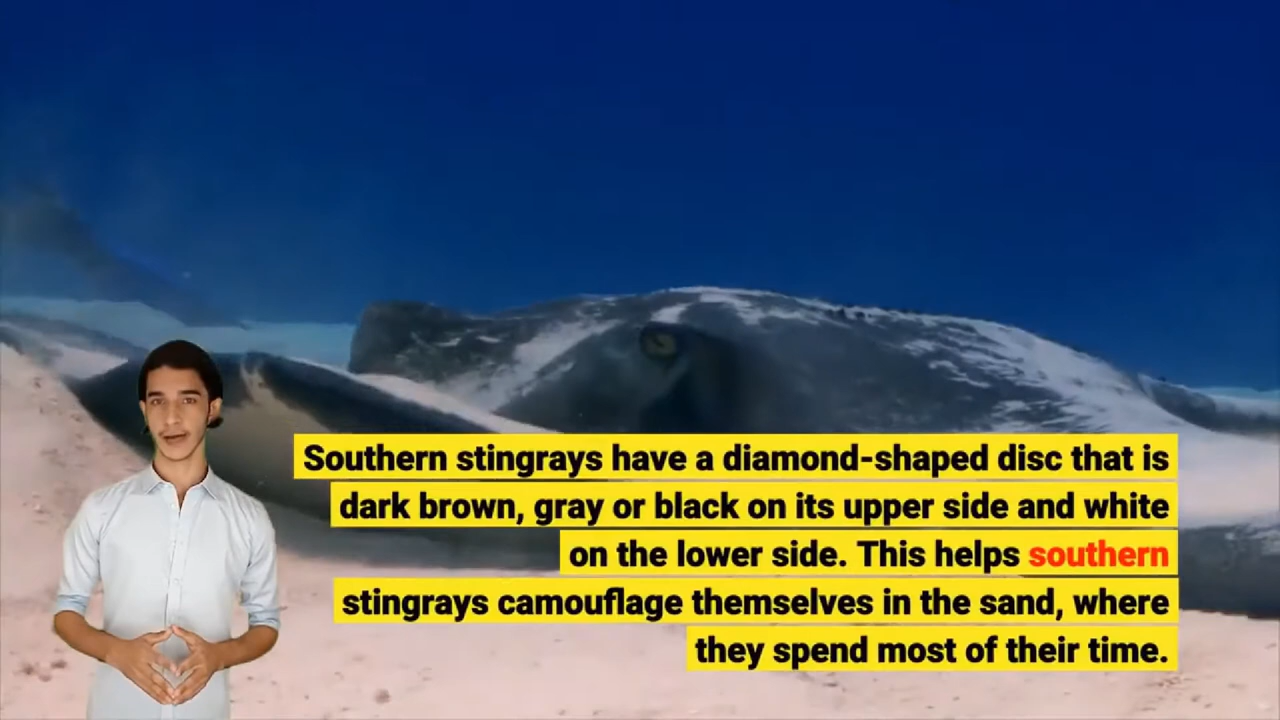 Southern stingrays have a diamond-shaped disc that is
dark brown, gray or black on its upper side and white
on the lower side. This helps southern
stingrays camouflage themselves in the sand, where
they spend most of their time.